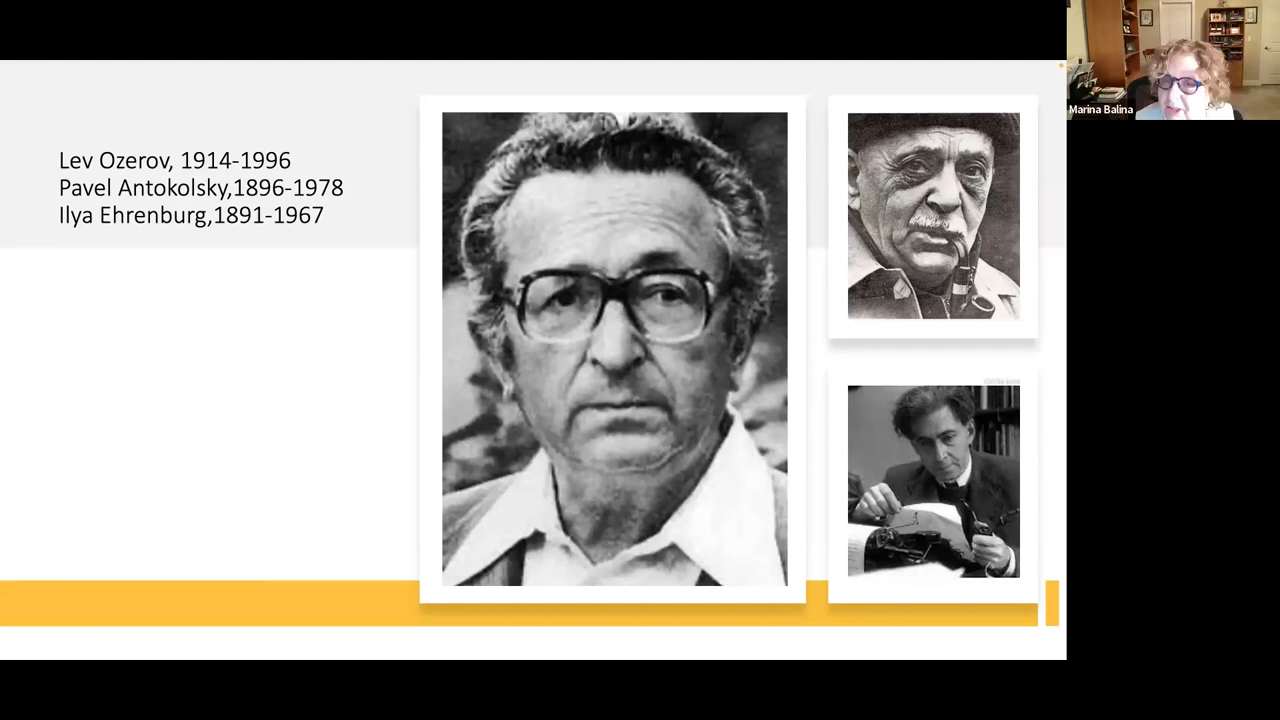 Lev Ozerov, 1914-1996
Pavel Antokolsky,1896-1978
Ilya Ehrenburg,1891-1967
Marina Balina